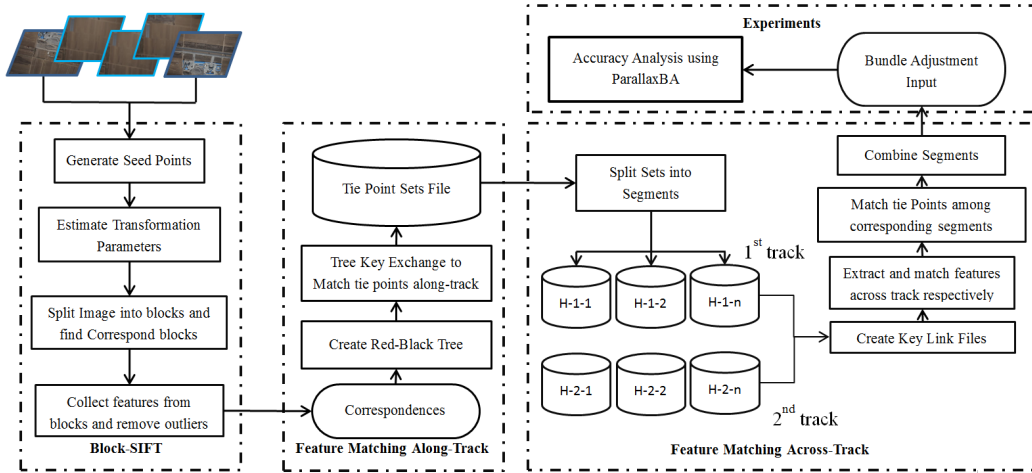 Generate Seed Points
Estimate Transformation
Parameters
Split Image into blocks and
find Correspond blocks
Collect features from
blocks and remove outliers
Block-SIFT
Tie Point Sets File
Tree Key Exchange to
Match tie points along-track
Create Red-Black Tree
Correspondences
Feature Matching Along-Track
Experiments
Accuracy Analysis using
ParallaxBA
Bundle Adjustment
Input
Split Sets into
Segments
1st track
H-1-1
H-1-2
H-1-n
H-2-1
H-2-2
H-2-n
2nd track
Combine Segments
Match tie Points among
corresponding segments
Extract and match features
across track respectively
Create Key Link Files
Feature Matching Across-Track